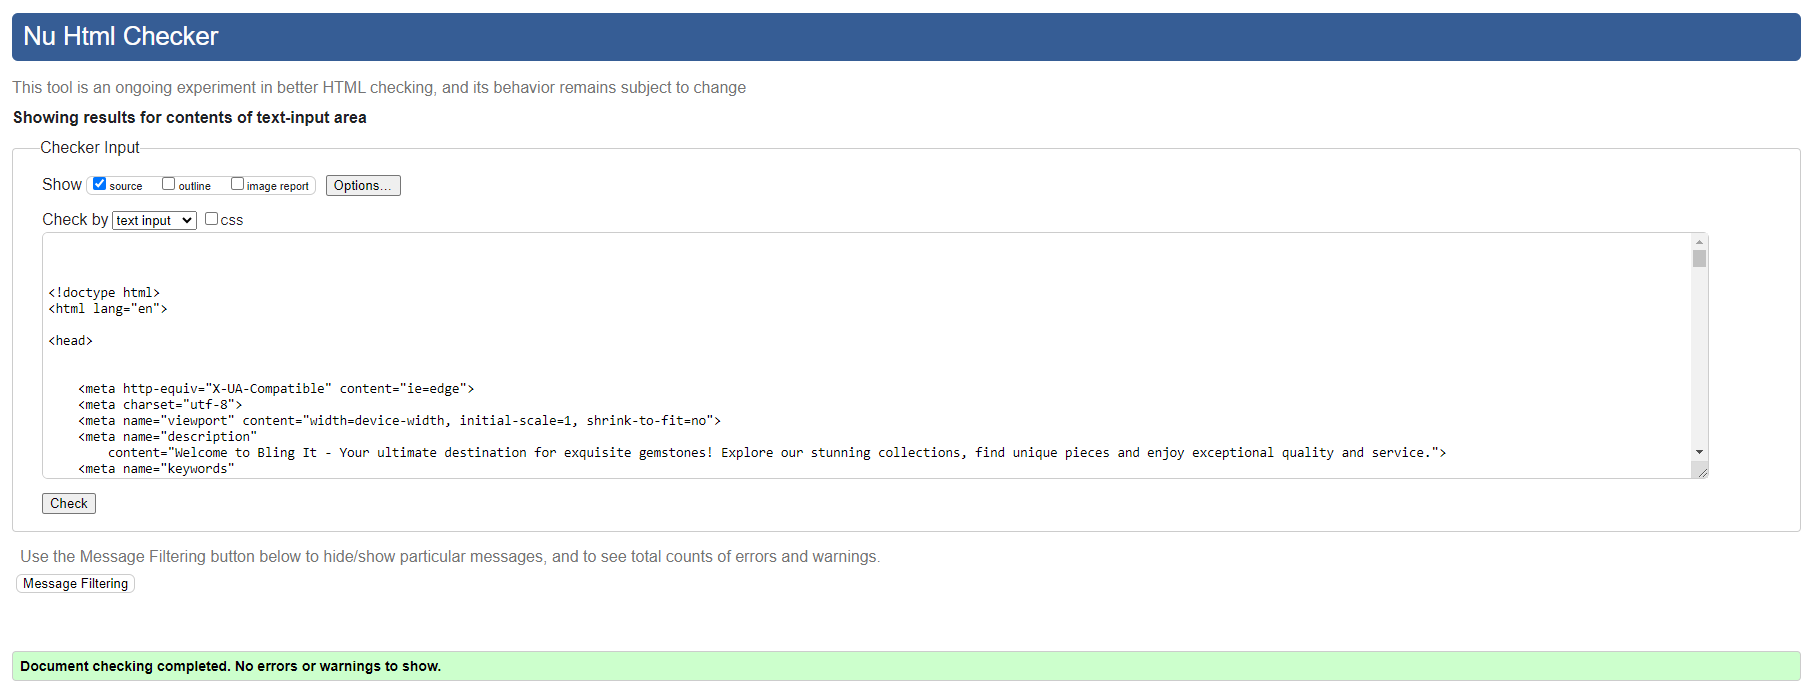 Nu Html Checker
This tool is an ongoing experiment in better HTML checking, and its behavior remains subject to change
Showing results for contents of text-input area
Checker Input
Show source outline image report Options...
Check by text input css
<!doctype html>
<html lang="en">
<head>
<meta http-equiv="X-UA-Compatible" content="ie=edge">
<meta charset="utf-8">
<meta name="viewport" content="width=device-width, initial-scale=1, shrink-to-fit=no">
<meta name="description"
content="Welcome to Bling It - Your ultimate destination for exquisite gemstones! Explore our stunning collections, find unique pieces and enjoy exceptional quality and service.">
<meta name="keywords"
Check
Use the Message Filtering button below to hide/show particular messages, and to see total counts of errors and warnings.
Message Filtering
Document checking completed. No errors or warnings to show.